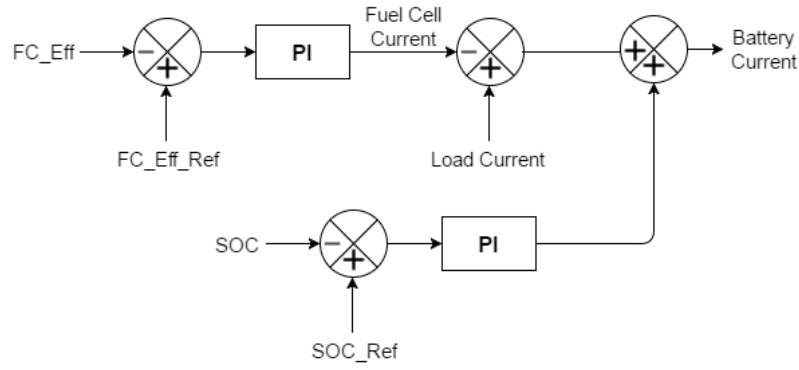 Fuel Cell
Current
Battery
Current
FC_Eff
−
+
PI
−
+
+
+
FC_Eff_Ref
Load Current
SOC
−
+
PI
SOC_Ref